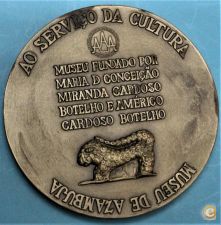 AO SERVIÇO DA CULTURA
MUSEU FUNDADO POR
MARIA D CONCEIÇÃO
MIRANDA CARDOSO
BOTELHO E AMÉRICO
CARDOSO BOTELHO
MUSEU DE AZAMBUJA